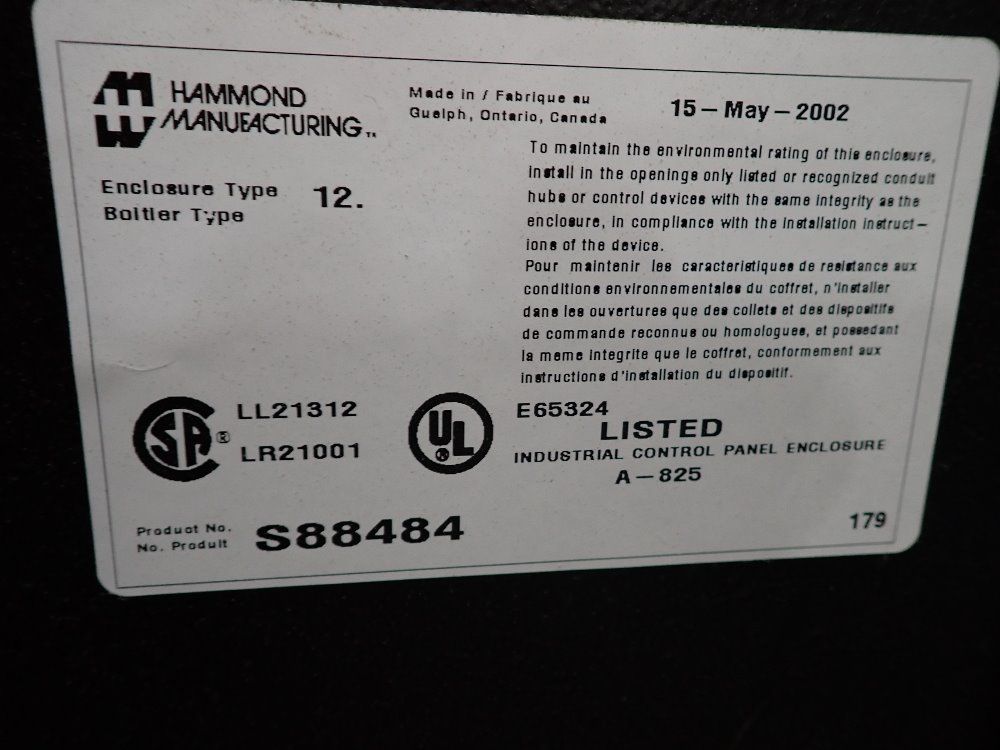 HAMMOND
MANUFACTURING TM
Made in / Fabrique au
Guelph, Ontario, Canada
15-May-2002
Enclosure Type 12.
Boitier Type
To maintain the environmental rating of this enclosure,
install in the openings only listed or recognized conduit
hubs or control devices with the same integrity as the
enclosure, in compliance with the installation instruct-
ions of the device.
Pour maintenir les caracteristiques de resistance aux
conditions environnementales du coffret, n'installer
dans les ouvertures que des collets et des dispositifs
de commande reconnus ou homologues, et possedant
la meme integrite que le coffret, conformement aux
instructions d'installation du dispositif.
SA ®
LL21312
LR21001
UL ®
E65324
LISTED
INDUSTRIAL CONTROL PANEL ENCLOSURE
A-825
Product No.
No. Produit
S88484
179